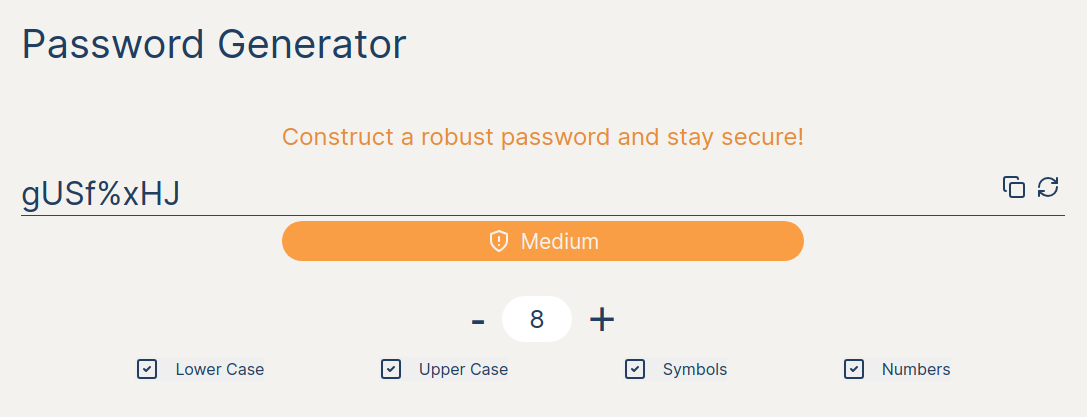 Password Generator
Construct a robust password and stay secure!
gUSf%xHJ
Medium
- 8 +
Lower Case Upper Case Symbols Numbers